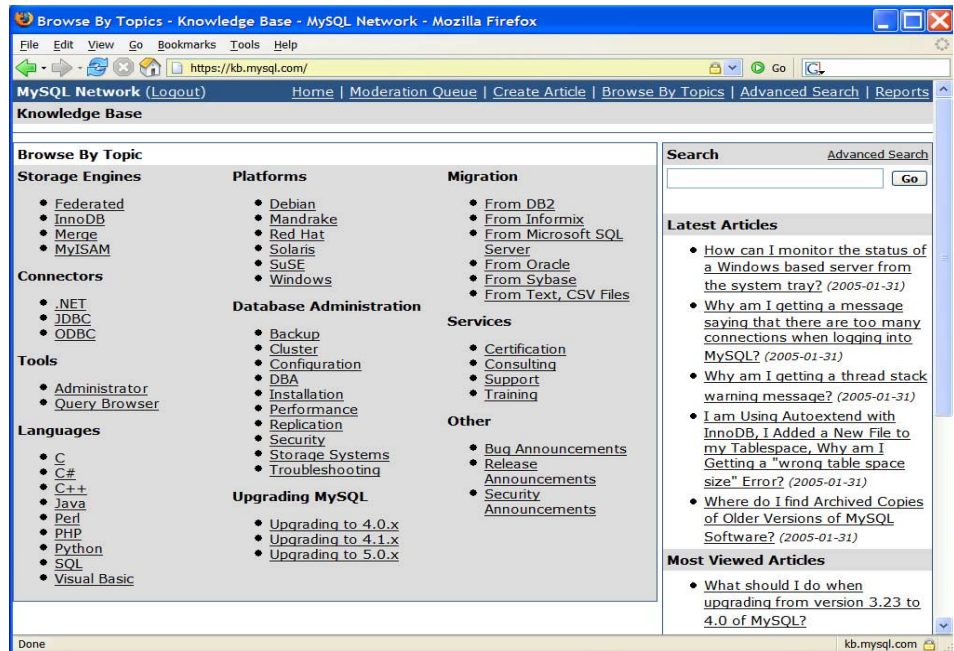 Browse By Topics - Knowledge Base - MySQL Network - Mozilla Firefox
File Edit View Go Bookmarks Tools Help
https://kb.mysql.com/
Go
G
MySQL Network (Logout)
Home | Moderation Queue | Create Article | Browse By Topics | Advanced Search | Reports
Knowledge Base
Browse By Topic
Storage Engines
Federated
InnoDB
Merge
MyISAM
Connectors
.NET
JDBC
ODBC
Tools
Administrator
Query Browser
Languages
C
C#
C++
Java
Perl
PHP
Python
SQL
Visual Basic
Platforms
Debian
Mandrake
Red Hat
Solaris
SuSE
Windows
Database Administration
Backup
Cluster
Configuration
DBA
Installation
Performance
Replication
Security
Storage Systems
Troubleshooting
Upgrading MySQL
Upgrading to 4.0.x
Upgrading to 4.1.x
Upgrading to 5.0.x
Migration
From DB2
From Informix
From Microsoft SQL
Server
From Oracle
From Sybase
From Text, CSV Files
Services
Certification
Consulting
Support
Training
Other
Bug Announcements
Release
Announcements
Security
Announcements
Search
Advanced Search
Go
Latest Articles
How can I monitor the status of
a Windows based server from
the system tray? (2005-01-31)
Why am I getting a message
saying that there are too many
connections when logging into
MySQL? (2005-01-31)
Why am I getting a thread stack
warning message? (2005-01-31)
I am Using Autoextend with
InnoDB, I Added a New File to
my Tablespace, Why am I
Getting a "wrong table space
size" Error? (2005-01-31)
Where do I find Archived Copies
of Older Versions of MySQL
Software? (2005-01-31)
Most Viewed Articles
What should I do when
upgrading from version 3.23 to
4.0 of MySQL?
Done
kb.mysql.com